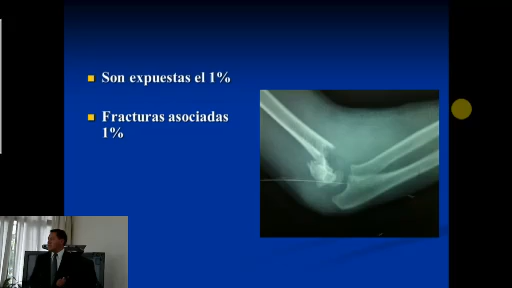 Son expuestas el 1%
Fracturas asociadas
1%